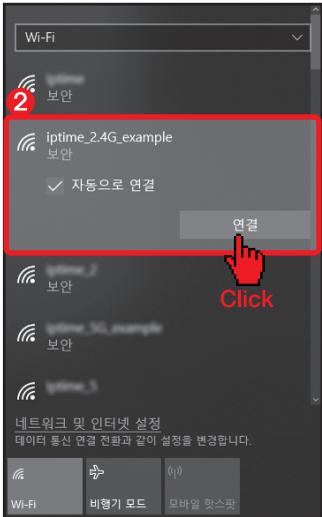 Wi-Fi
보안
2
iptime_2.4G_example
보안
자동으로 연결
연결
Click
보안
보안
네트워크 및 인터넷 설정
데이터 통신 연결 전환과 같이 설정을 변경합니다.
Wi-Fi
비행기 모드
모바일 핫스팟